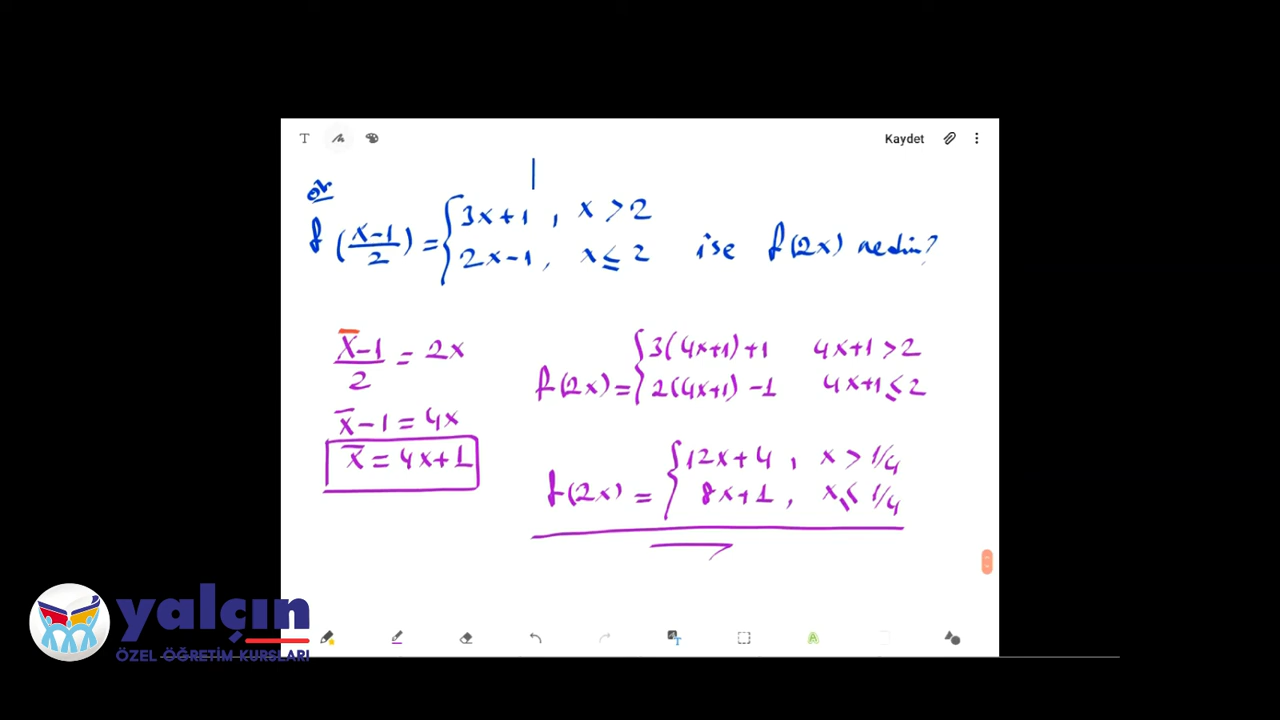 T
Kaydet
ör
f(x-1/2) = { 3x+1 , x > 2
2x-1 , x ≤ 2 ise f(2x) nedir?
x̄-1/2 = 2x
x̄-1 = 4x
x̄ = 4x+1
f(2x) = { 3(4x+1)+1 4x+1 > 2
2(4x+1)-1 4x+1 ≤ 2
f(2x) = { 12x+4 , x > 1/4
8x+1 , x ≤ 1/4
yalçın
ÖZEL ÖĞRETİM KURSLARI